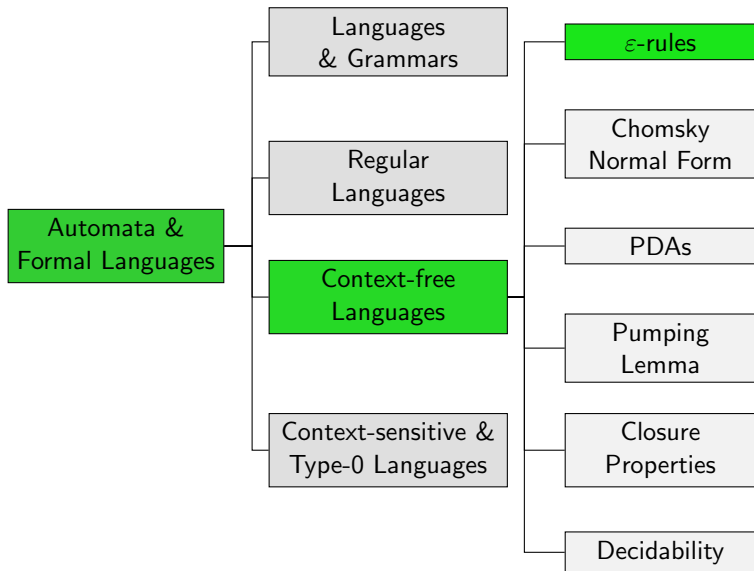 Automata &
Formal Languages
Languages
& Grammars
Regular
Languages
Context-free
Languages
Context-sensitive &
Type-0 Languages
ε-rules
Chomsky
Normal Form
PDAs
Pumping
Lemma
Closure
Properties
Decidability